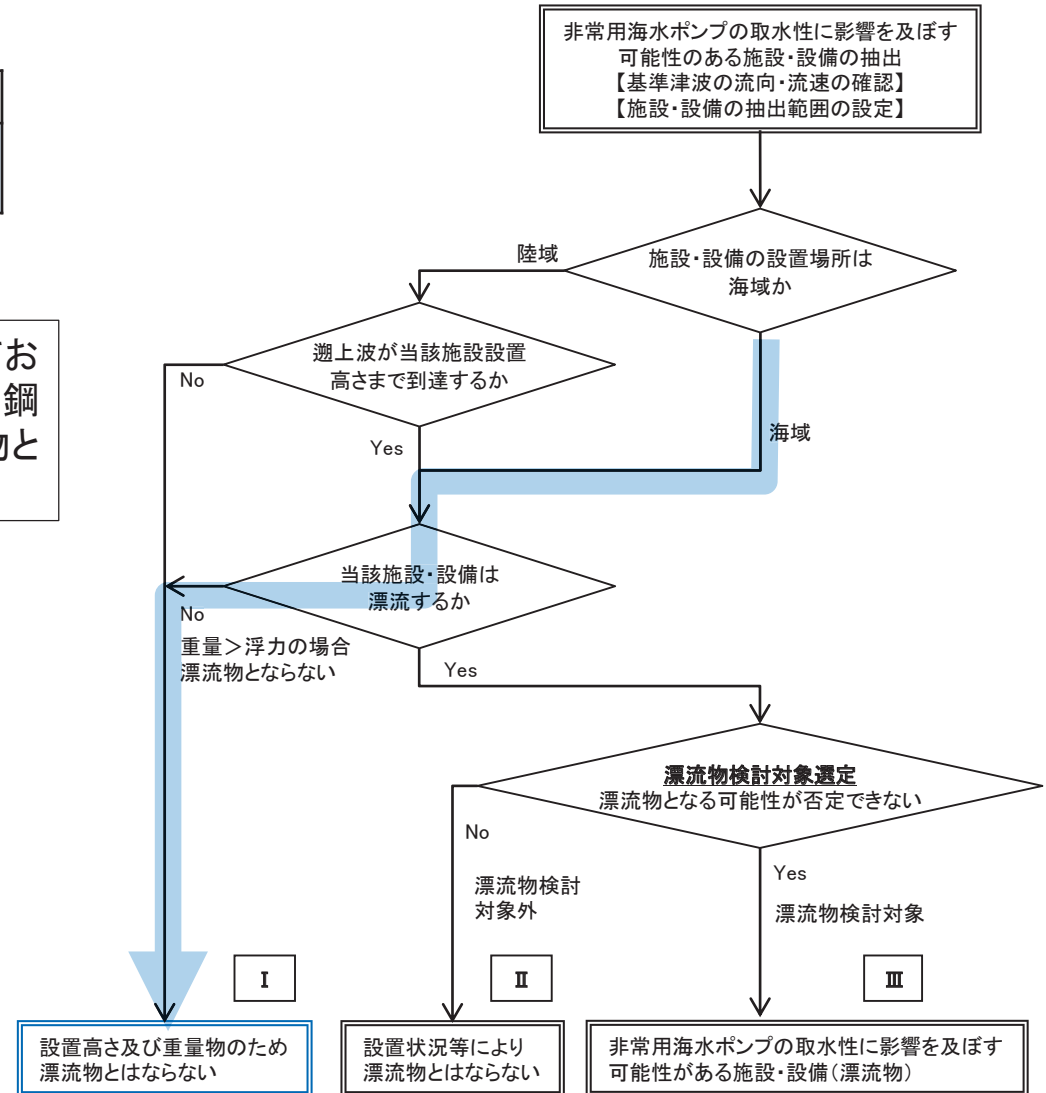 非常用海水ポンプの取水性に影響を及ぼす
可能性のある施設・設備の抽出
【基準津波の流向・流速の確認】
【施設・設備の抽出範囲の設定】
施設・設備の設置場所は
海域か
陸域
海域
遡上波が当該施設設置
高さまで到達するか
No
Yes
お
鋼
物と
当該施設・設備は
漂流するか
No
重量＞浮力の場合
漂流物とならない
Yes
漂流物検討対象選定
漂流物となる可能性が否定できない
No
漂流物検討
対象外
Yes
漂流物検討対象
Ⅰ
Ⅱ
Ⅲ
設置高さ及び重量物のため
漂流物とはならない
設置状況等により
漂流物とはならない
非常用海水ポンプの取水性に影響を及ぼす
可能性がある施設・設備(漂流物)